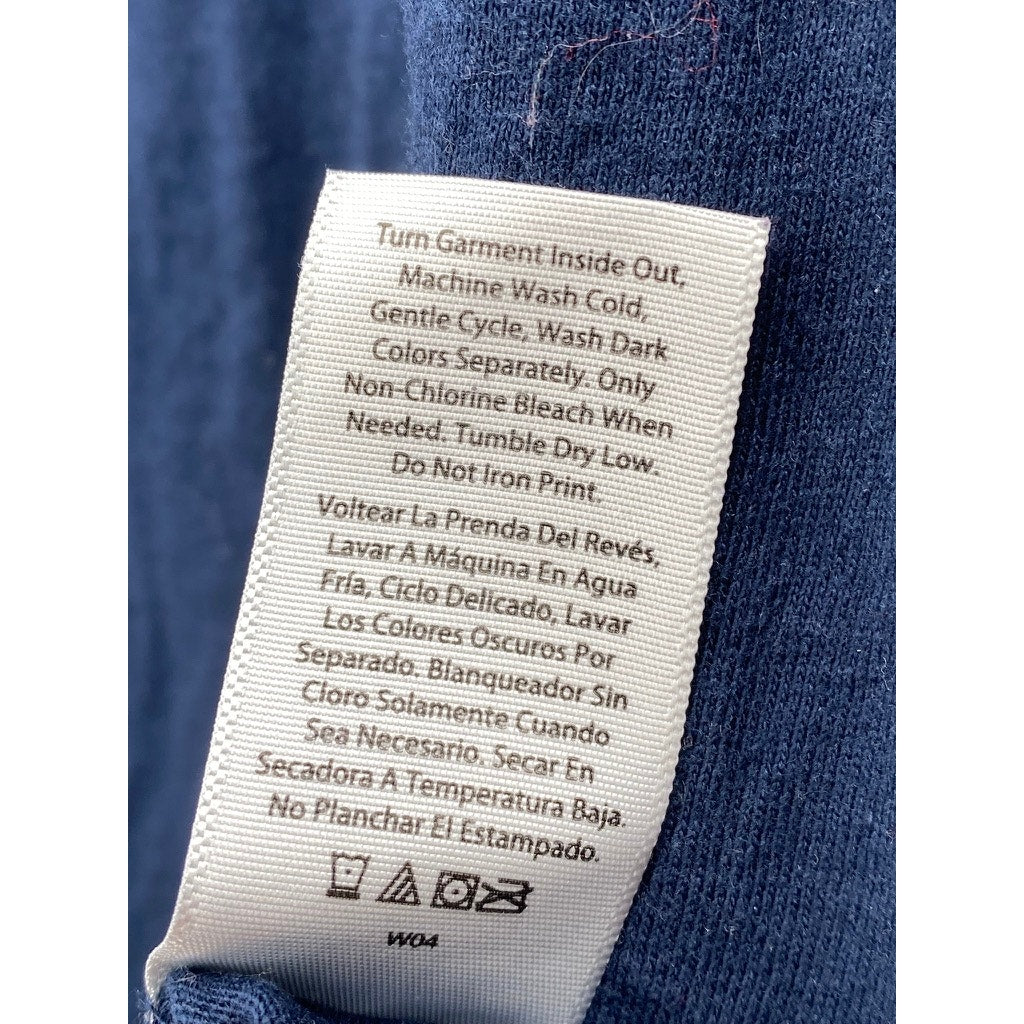 Turn Garment Inside Out,
Machine Wash Cold,
Gentle Cycle, Wash Dark
Colors Separately. Only
Non-Chlorine Bleach When
Needed. Tumble Dry Low.
Do Not Iron Print.
Voltear La Prenda Del Revés,
Lavar A Máquina En Agua
Fría, Ciclo Delicado, Lavar
Los Colores Oscuros Por
Separado. Blanqueador Sin
Cloro Solamente Cuando
Sea Necesario. Secar En
Secadora A Temperatura Baja.
No Planchar El Estampado.
W04